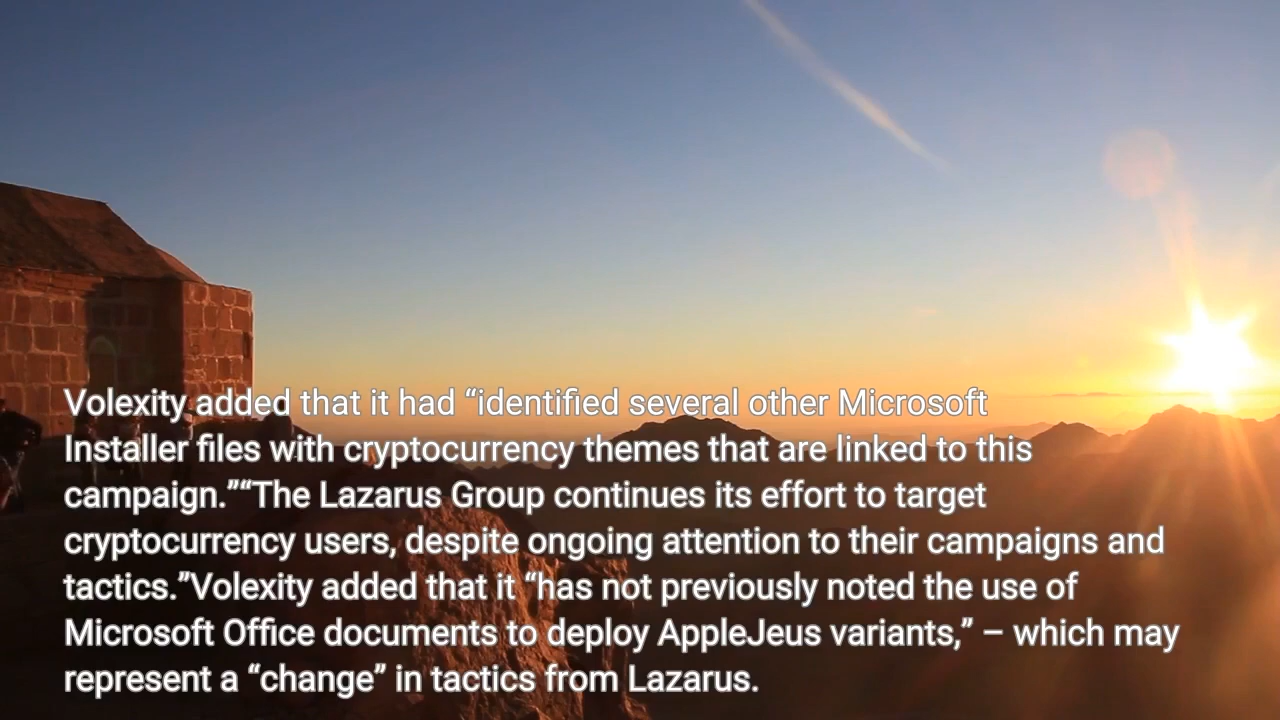 Volexity added that it had “identified several other Microsoft
Installer files with cryptocurrency themes that are linked to this
campaign.”“The Lazarus Group continues its effort to target
cryptocurrency users, despite ongoing attention to their campaigns and
tactics.”Volexity added that it “has not previously noted the use of
Microsoft Office documents to deploy AppleJeus variants,” – which may
represent a “change” in tactics from Lazarus.